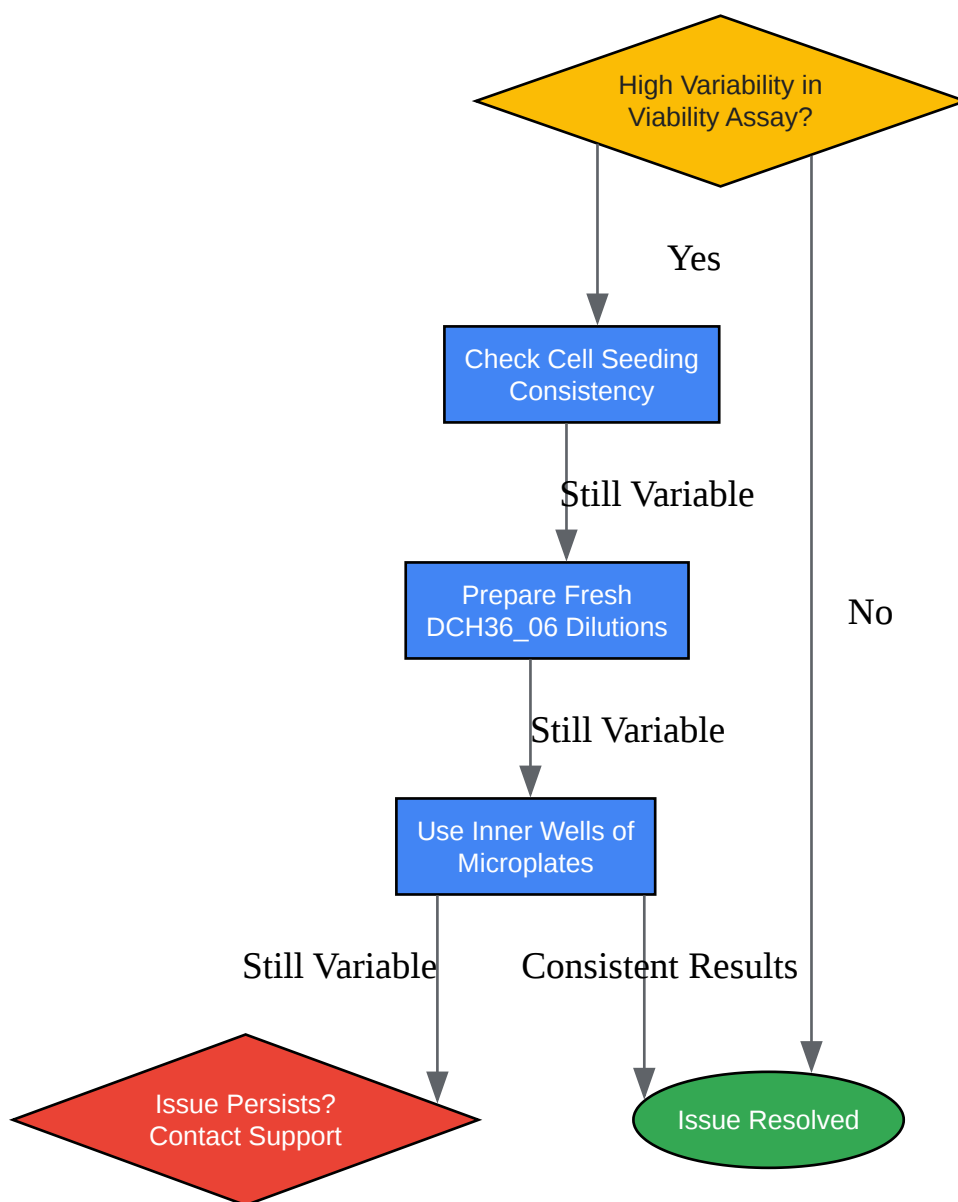 High Variability in
Viability Assay?
Yes
Check Cell Seeding
Consistency
Still Variable
Prepare Fresh
DCH36_06 Dilutions
No
Still Variable
Use Inner Wells of
Microplates
Still Variable
Consistent Results
Issue Persists?
Contact Support
Issue Resolved